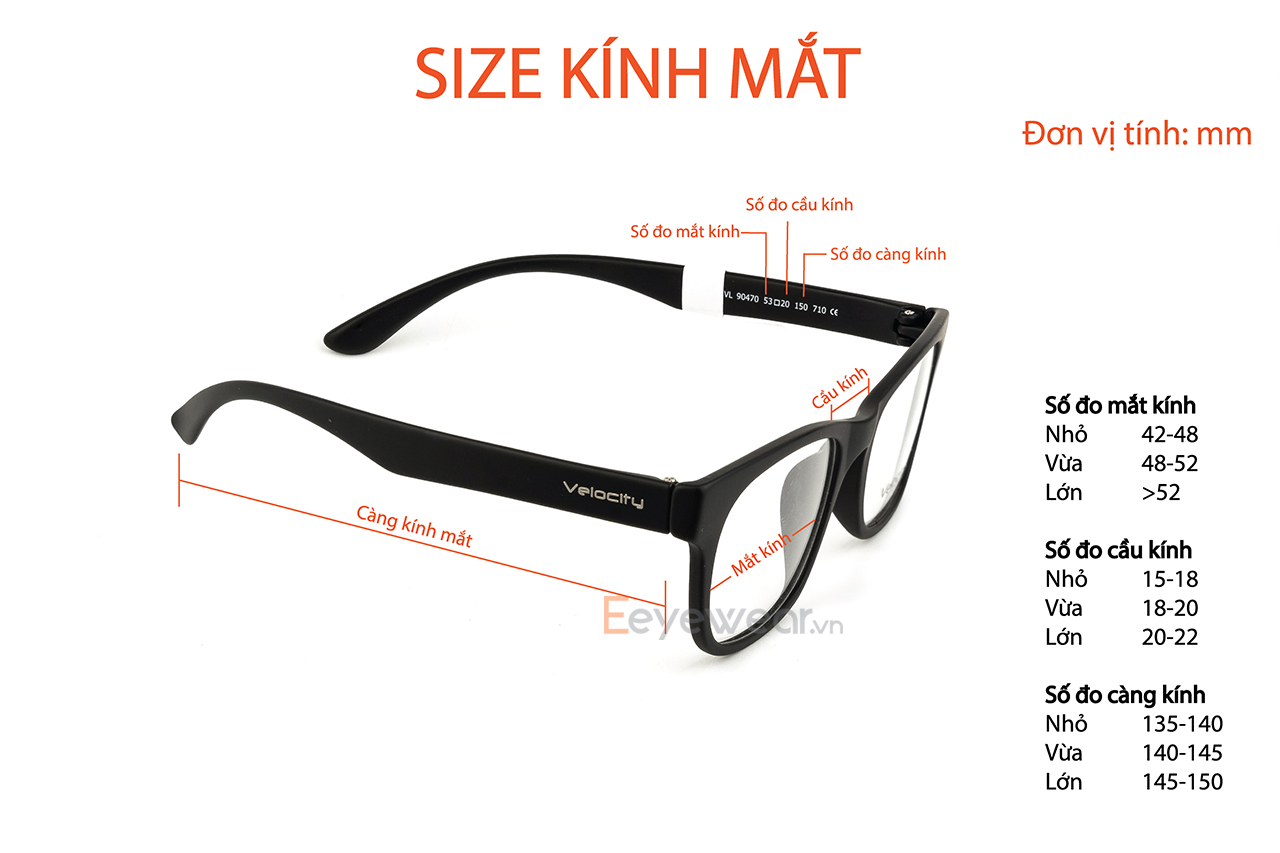 SIZE KÍNH MẮT
Đơn vị tính: mm
Số đo cầu kính
Số đo mắt kính
Số đo càng kính
VL 90470 53□20 150 710 CE
Cầu kính
Velocity
Càng kính mắt
Mắt kính
Eeyewear.vn
Số đo mắt kính
Nhỏ 42-48
Vừa 48-52
Lớn >52
Số đo cầu kính
Nhỏ 15-18
Vừa 18-20
Lớn 20-22
Số đo càng kính
Nhỏ 135-140
Vừa 140-145
Lớn 145-150